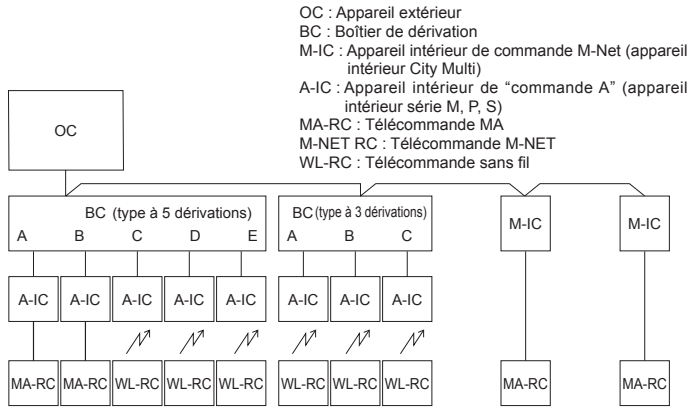 OC : Appareil extérieur
BC : Boîtier de dérivation
M-IC : Appareil intérieur de commande M-Net (appareil
intérieur City Multi)
A-IC : Appareil intérieur de “commande A” (appareil
intérieur série M, P, S)
MA-RC : Télécommande MA
M-NET RC : Télécommande M-NET
WL-RC : Télécommande sans fil
OC
BC (type à 5 dérivations) BC (type à 3 dérivations) M-IC M-IC
A B C D E A B C
A-IC A-IC A-IC A-IC A-IC A-IC A-IC A-IC
MA-RC MA-RC WL-RC WL-RC WL-RC WL-RC WL-RC WL-RC MA-RC MA-RC